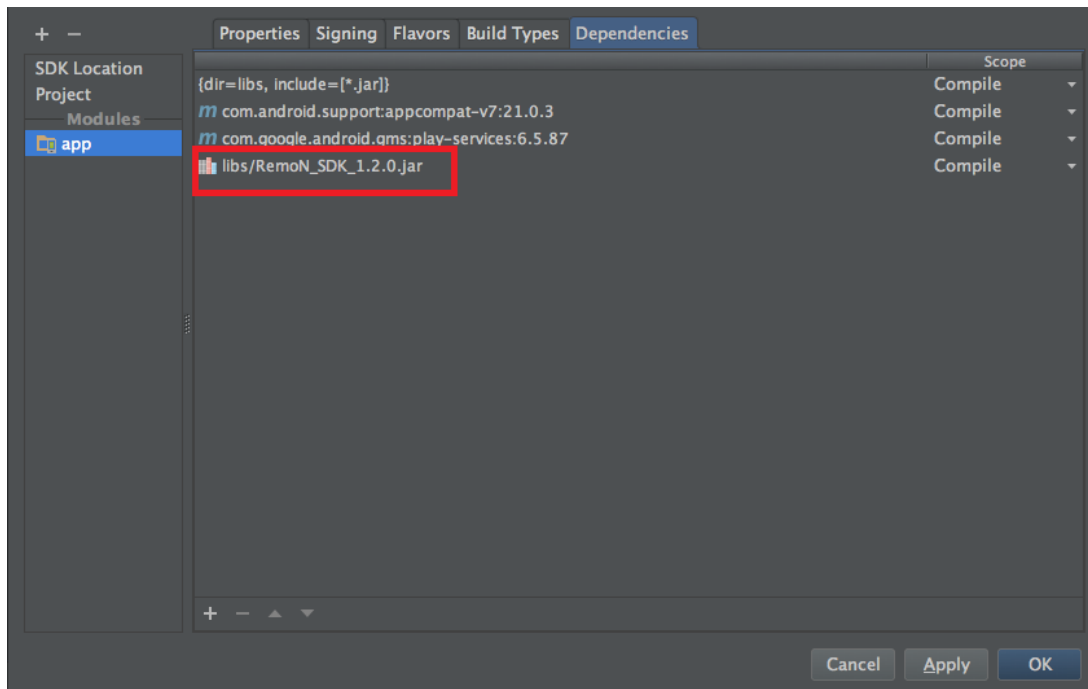 Properties Signing Flavors Build Types Dependencies
SDK Location
Project
Modules
app
Scope
{dir=libs, include=[*.jar]} Compile
m com.android.support:appcompat-v7:21.0.3 Compile
m com.google.android.gms:play-services:6.5.87 Compile
libs/RemoN_SDK_1.2.0.jar Compile
Cancel Apply OK